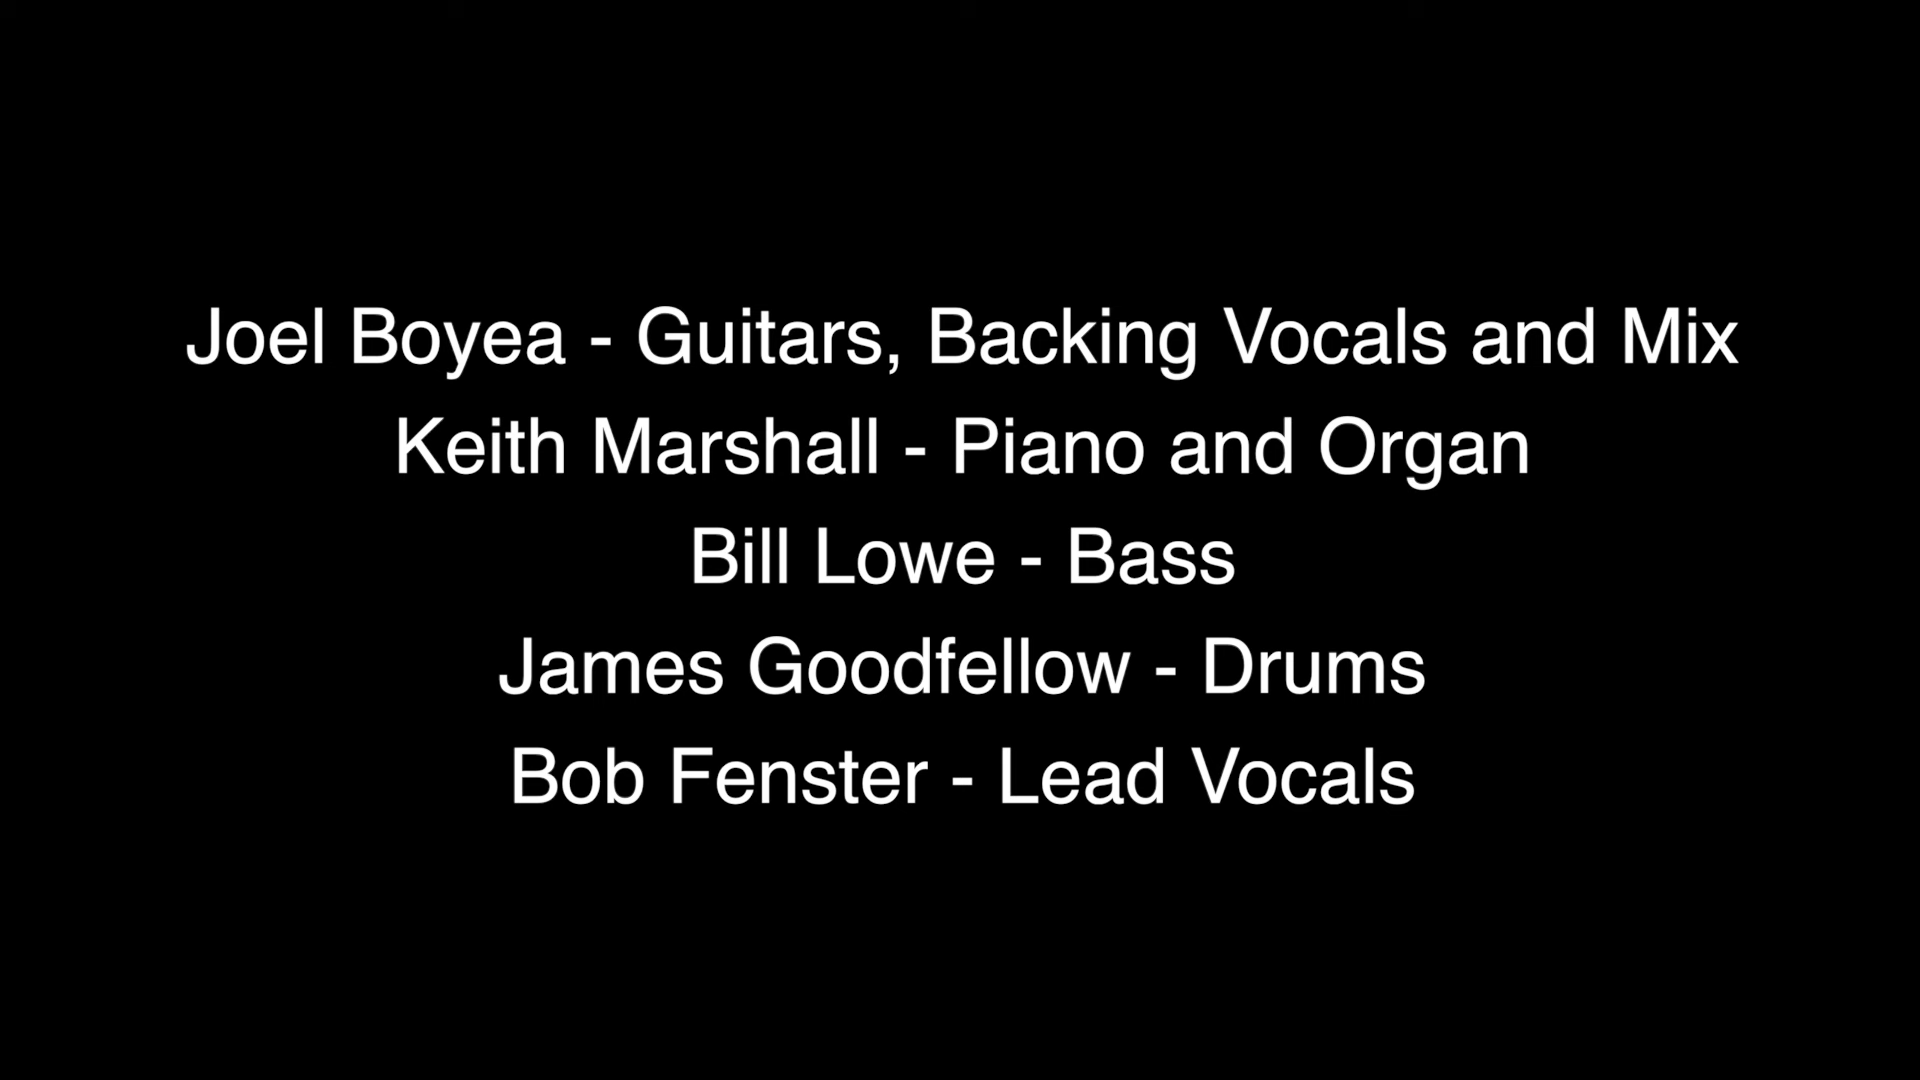 Joel Boyea - Guitars, Backing Vocals and Mix
Keith Marshall - Piano and Organ
Bill Lowe - Bass
James Goodfellow - Drums
Bob Fenster - Lead Vocals